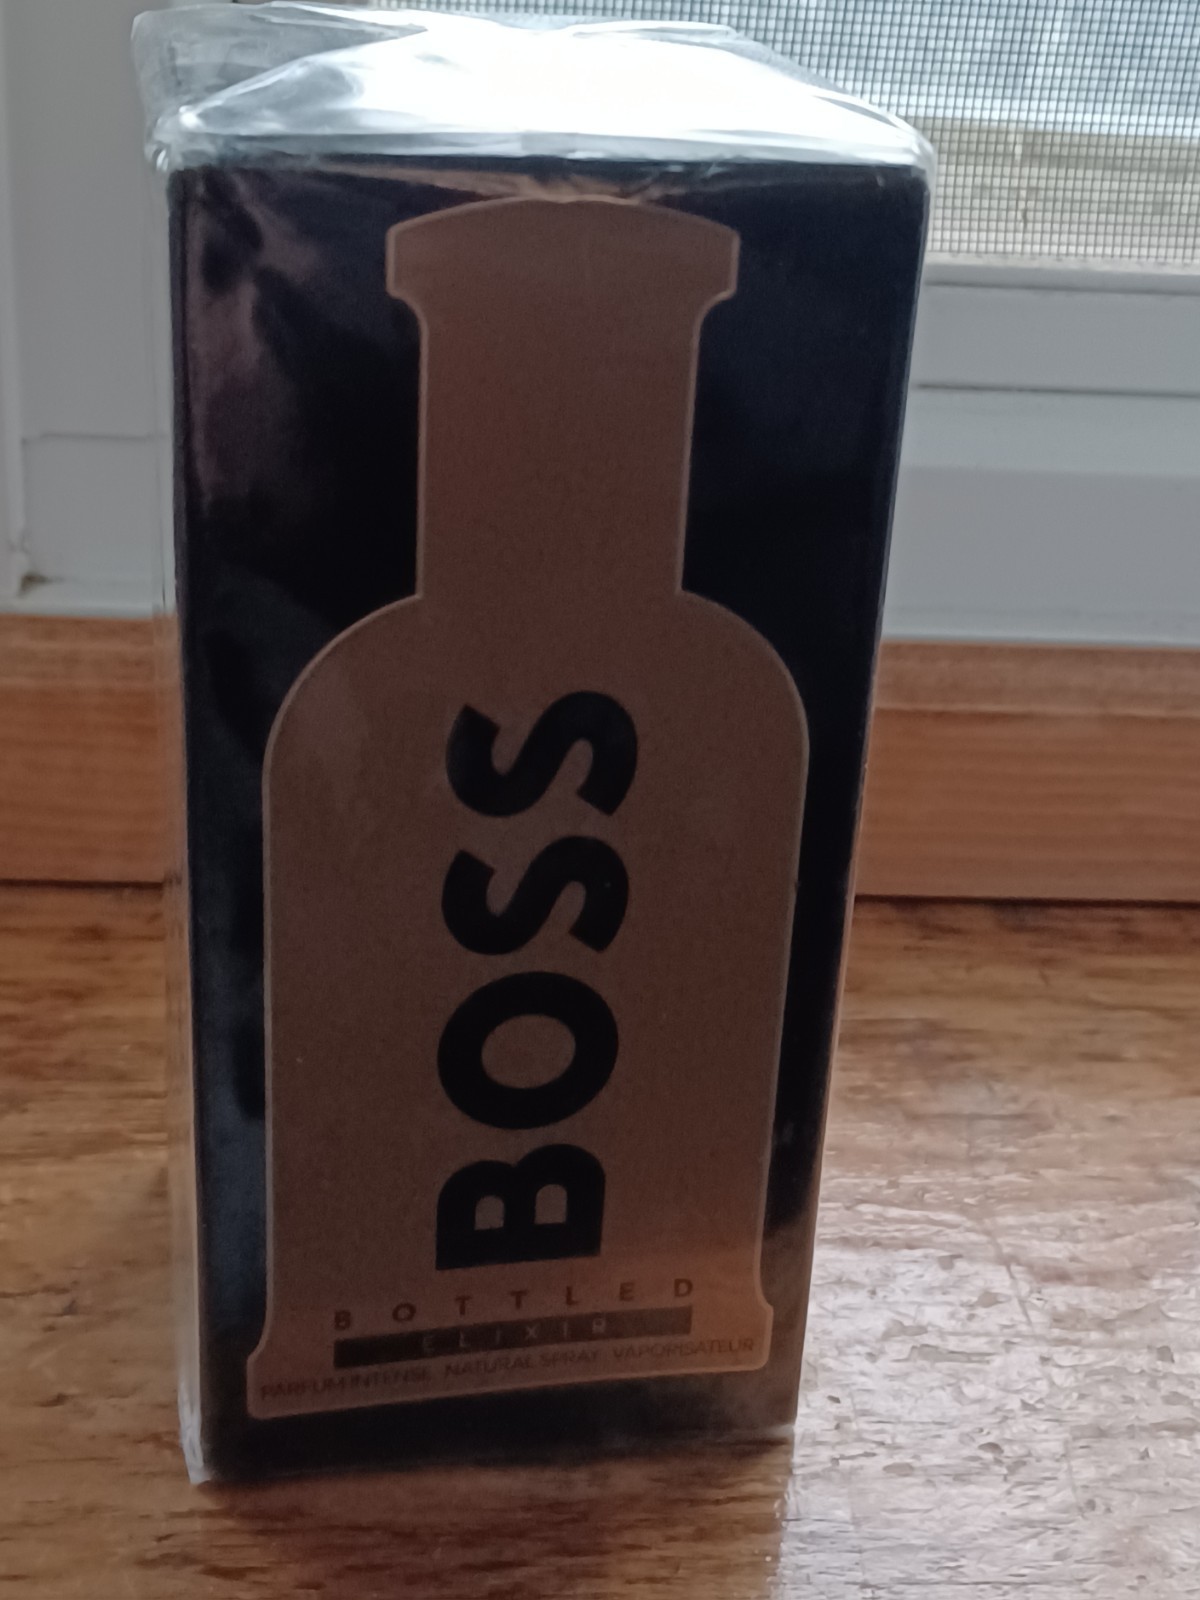 BOSS
BOTTLED
ELIXIR
PARFUM INTENSE NATURAL SPRAY VAPORISATEUR